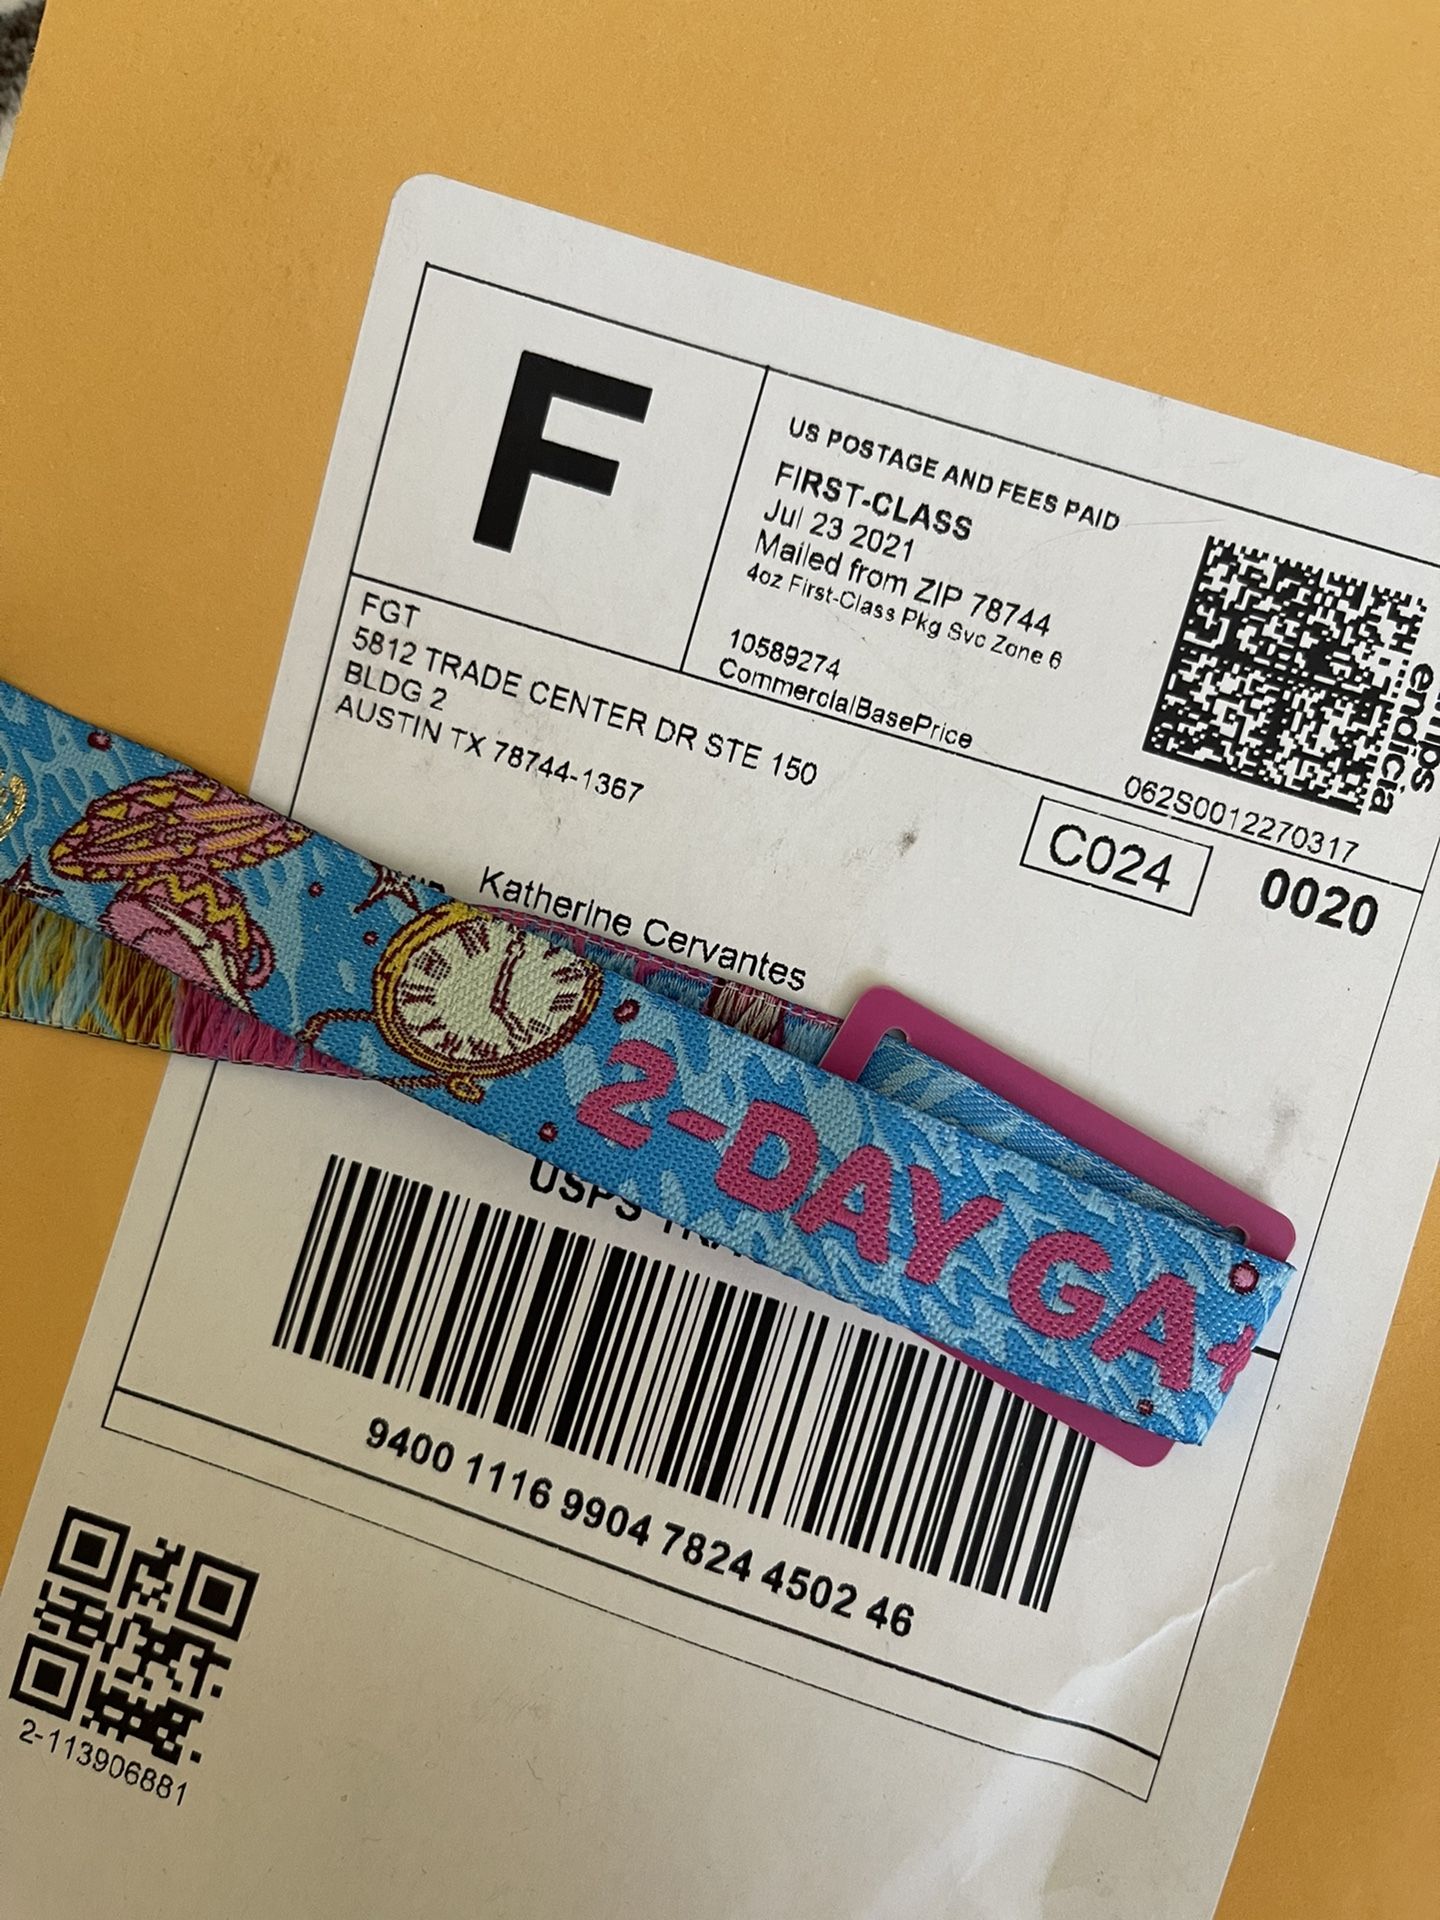 F
US POSTAGE AND FEES PAID
FIRST-CLASS
Jul 23 2021
Mailed from ZIP 78744
4oz First-Class Pkg Svc Zone 6
10589274
CommercialBasePrice
endicia
062S0012270317
FGT
5812 TRADE CENTER DR STE 150
BLDG 2
AUSTIN TX 78744-1367
C024
0020
Katherine Cervantes
2-DAY GA+
USPS
9400 1116 9904 7824 4502 46
2-113906881